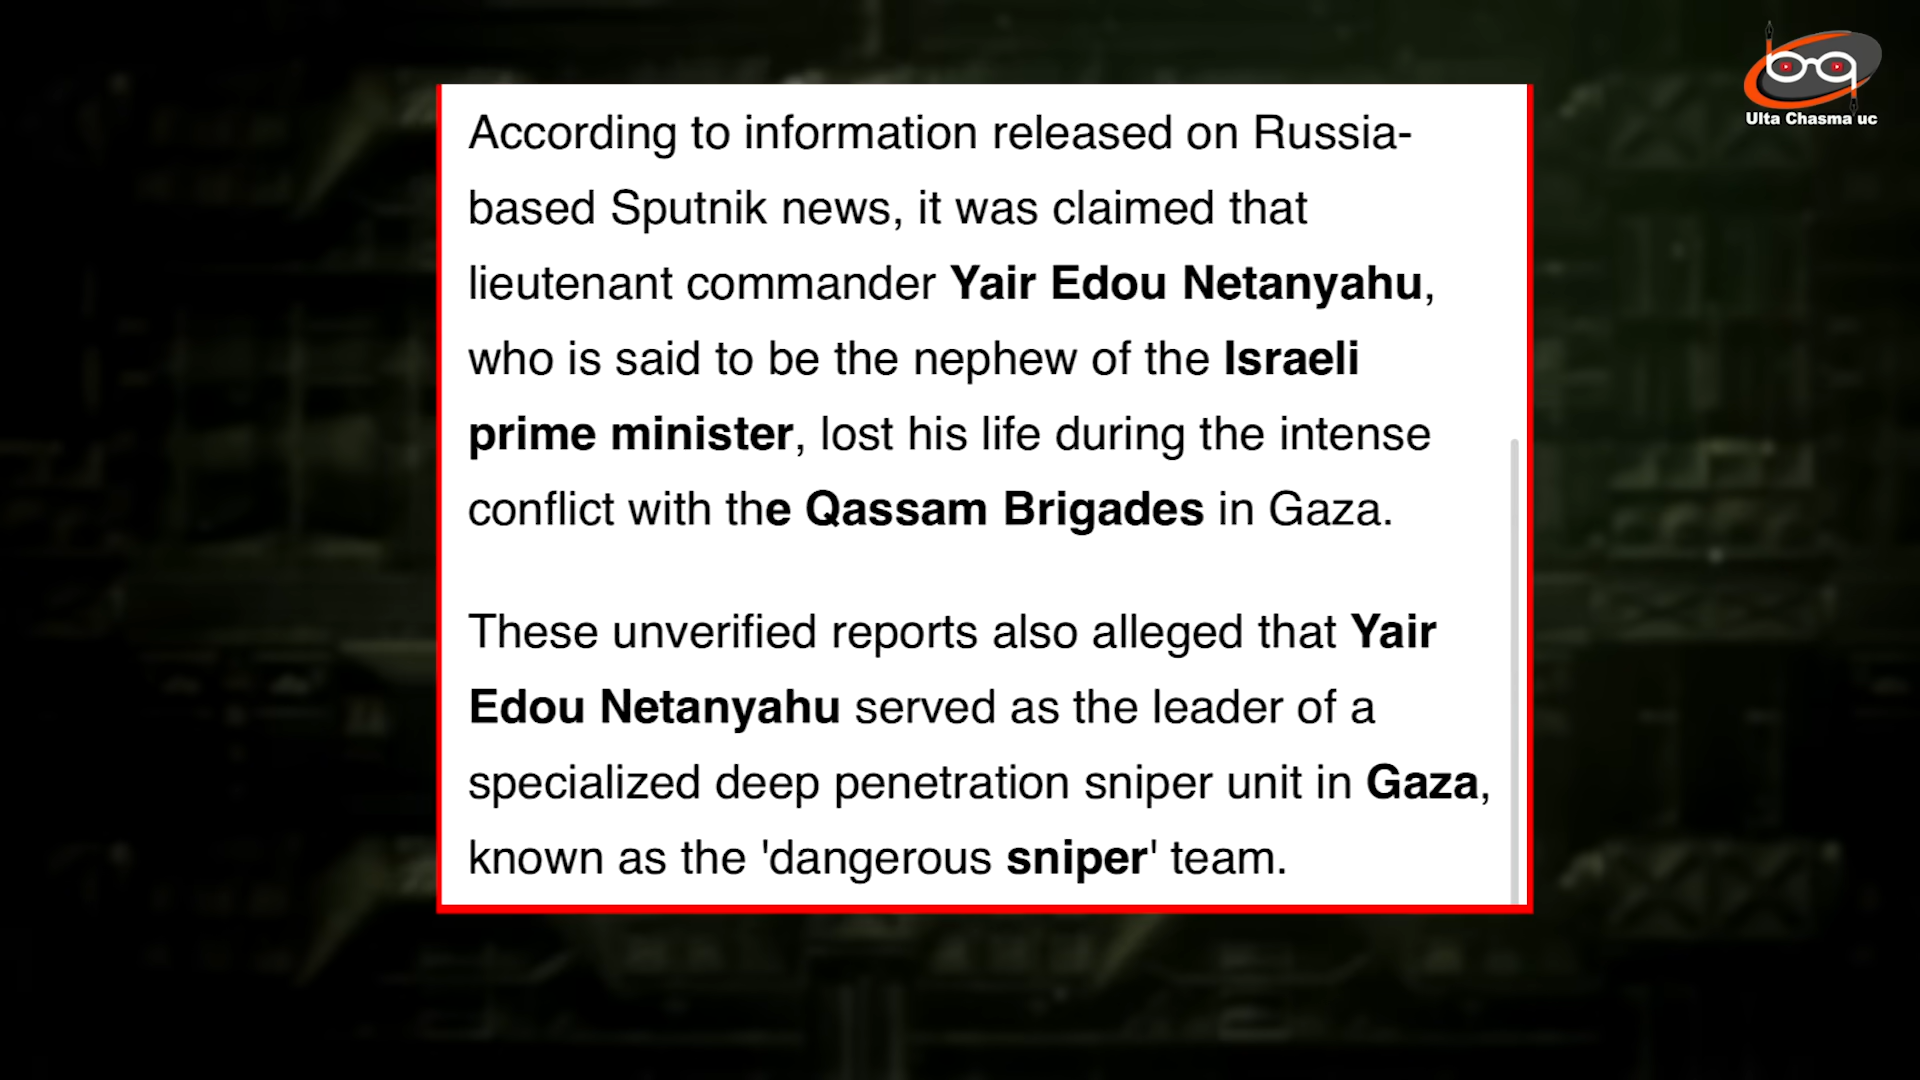 Ulta Chasma uc
According to information released on Russia-
based Sputnik news, it was claimed that
lieutenant commander Yair Edou Netanyahu,
who is said to be the nephew of the Israeli
prime minister, lost his life during the intense
conflict with the Qassam Brigades in Gaza.
These unverified reports also alleged that Yair
Edou Netanyahu served as the leader of a
specialized deep penetration sniper unit in Gaza,
known as the 'dangerous sniper' team.